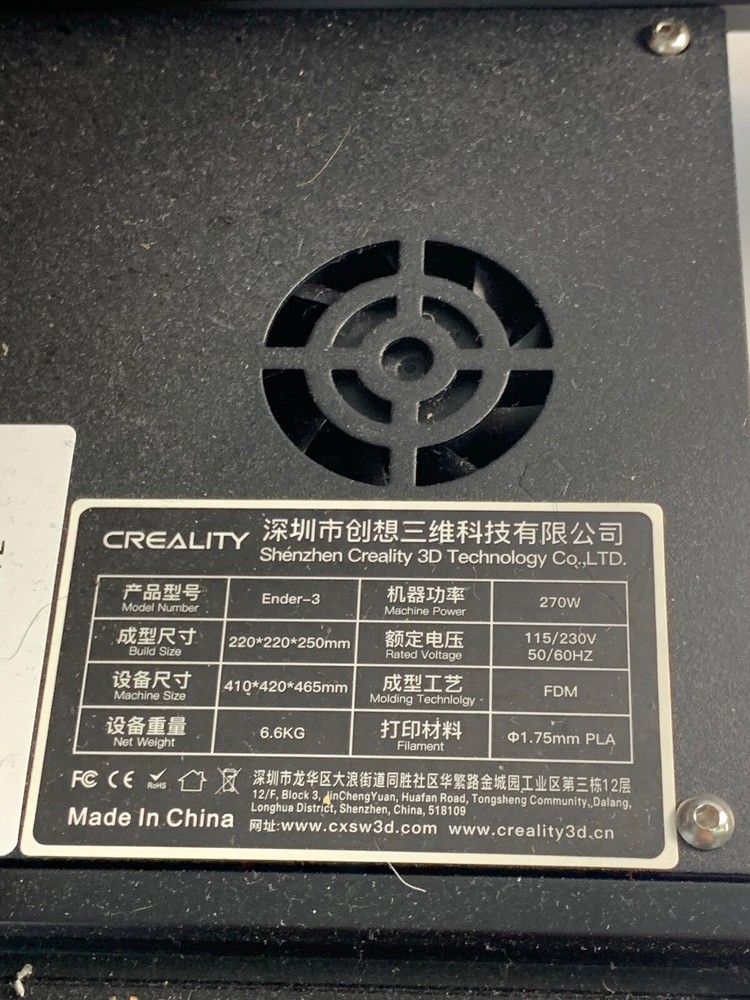 CREALITY 深圳市创想三维科技有限公司
Shenzhen Creality 3D Technology Co.,LTD.
产品型号 Ender-3 机器功率 270W
Model Number Machine Power
成型尺寸 220*220*250mm 额定电压 115/230V
Build Size Rated Voltage 50/60HZ
设备尺寸 410*420*465mm 成型工艺 FDM
Machine Size Molding Technlolgy
设备重量 6.6KG 打印材料 Φ1.75mm PLA
Net Weight Filament
FC CE RoHS 深圳市龙华区大浪街道同胜社区华繁路金城园工业区第三栋12层
12/F, Block 3, JinChengYuan, Huafan Road, Tongsheng Community, Dalang,
Longhua District, Shenzhen, China, 518109
Made In China 网址:www.cxsw3d.com www.creality3d.cn